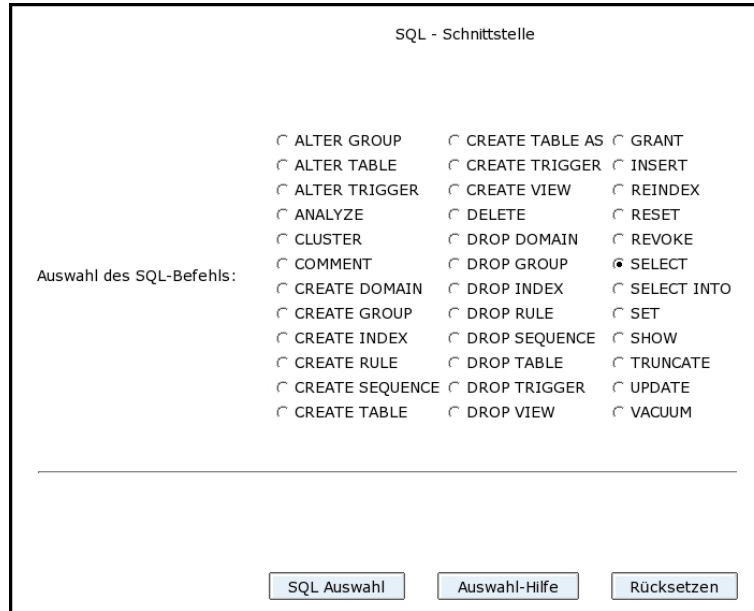 SQL - Schnittstelle
ALTER GROUP CREATE TABLE AS GRANT
ALTER TABLE CREATE TRIGGER INSERT
ALTER TRIGGER CREATE VIEW REINDEX
ANALYZE DELETE RESET
CLUSTER DROP DOMAIN REVOKE
Auswahl des SQL-Befehls: COMMENT DROP GROUP SELECT
CREATE DOMAIN DROP INDEX SELECT INTO
CREATE GROUP DROP RULE SET
CREATE INDEX DROP SEQUENCE SHOW
CREATE RULE DROP TABLE TRUNCATE
CREATE SEQUENCE DROP TRIGGER UPDATE
CREATE TABLE DROP VIEW VACUUM
SQL Auswahl Auswahl-Hilfe Rücksetzen